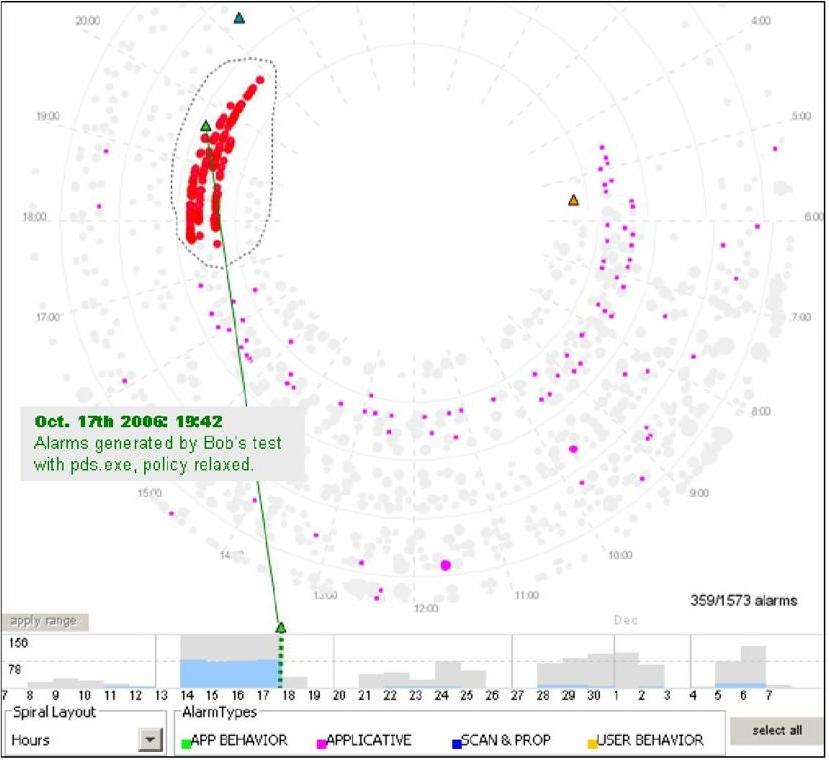 20:00
4:00
19:00
5:00
18:00
6:00
17:00
7:00
Oct. 17th 2006: 19:42
Alarms generated by Bob's test
with pds.exe, policy relaxed.
8:00
15:00
9:00
14:
10:00
13:00
12:00
11:00
359/1573 alarms
apply range
Dec
156
78
7 8 9 10 11 12 13 14 15 16 17 18 19 20 21 22 23 24 25 26 27 28 29 30 1 2 3 4 5 6 7
Spiral Layout
AlarmTypes
Hours
APP BEHAVIOR
APPLICATIVE
SCAN & PROP
USER BEHAVIOR
select all